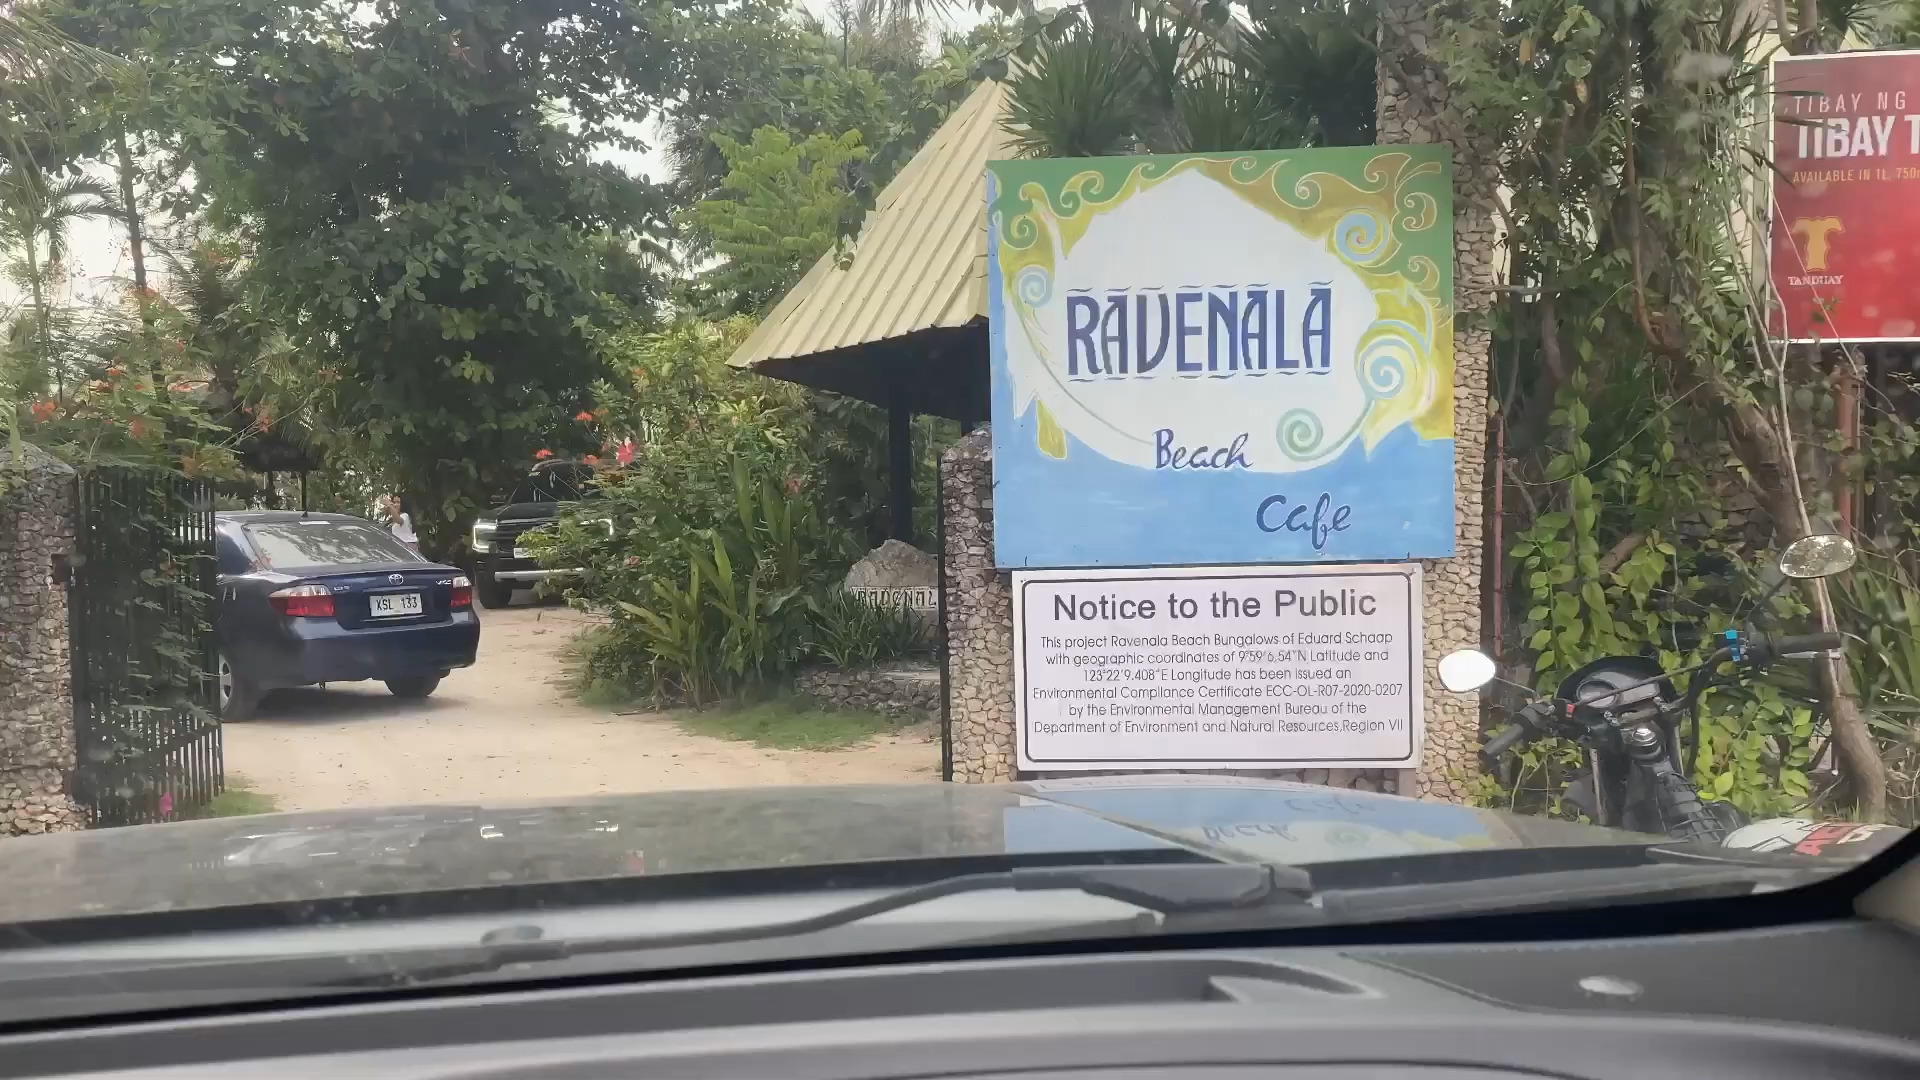 RAVENALA
Beach
Cafe
Notice to the Public
This project Ravenala Beach Bungalows of Eduard Schaap
with geographic coordinates of 9°59'6.54"N Latitude and
123°22'9.408"E Longitude has been issued an
Environmental Compliance Certificate ECC-OL-R07-2020-0207
by the Environmental Management Bureau of the
Department of Environment and Natural Resources,Region VII
TIBAY NG
TIBAY T
AVAILABLE IN 1L, 750
TANDUAY
XSL 133
RAVENAL